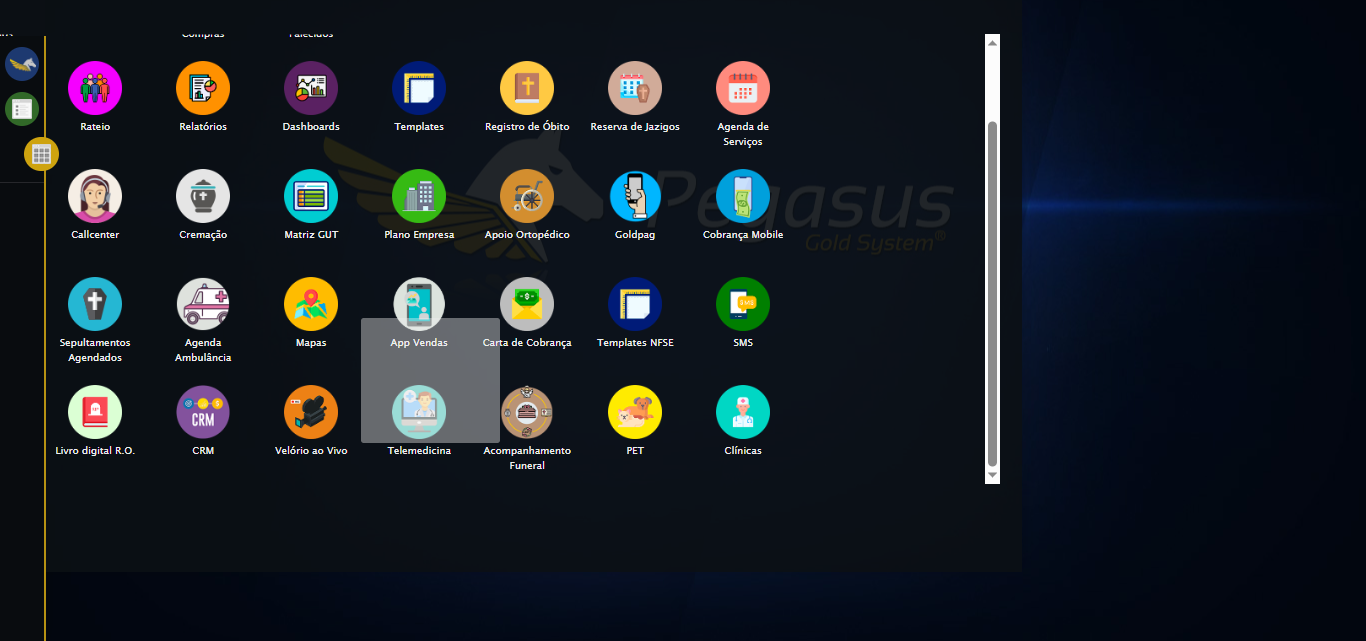 Compras Falecidos
Rateio Relatórios Dashboards Templates Registro de Óbito Reserva de Jazigos Agenda de
Serviços
Pegasus
Gold System®
Callcenter Cremação Matriz GUT Plano Empresa Apoio Ortopédico Goldpag Cobrança Mobile
SMS
Sepultamentos Agenda Mapas App Vendas Carta de Cobrança Templates NFSE SMS
Agendados Ambulância
CRM
Livro digital R.O. CRM Velório ao Vivo Telemedicina Acompanhamento PET Clínicas
Funeral